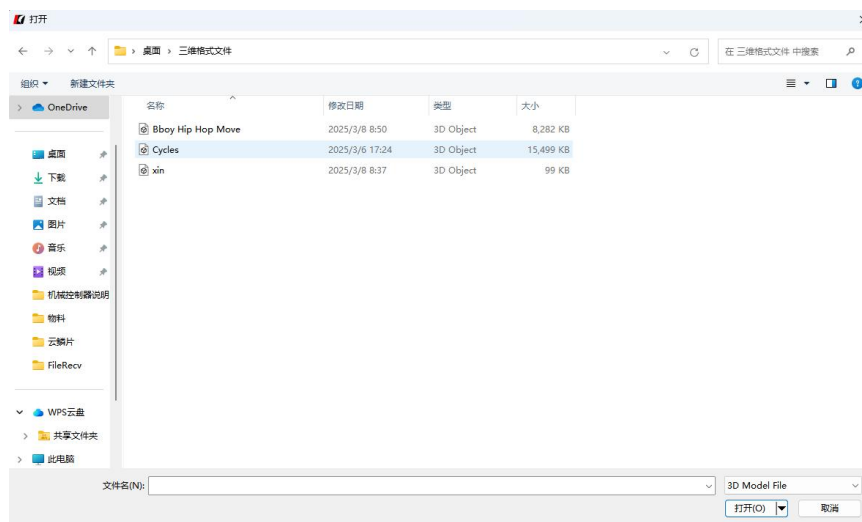 打开
桌面 › 三维格式文件
在 三维格式文件 中搜索
组织 新建文件夹
OneDrive
桌面
下载
文档
图片
音乐
视频
机械控制器说明
物料
云鳞片
FileRecv
WPS云盘
共享文件夹
此电脑
名称 修改日期 类型 大小
Bboy Hip Hop Move 2025/3/8 8:50 3D Object 8,282 KB
Cycles 2025/3/6 17:24 3D Object 15,499 KB
xin 2025/3/8 8:37 3D Object 99 KB
文件名(N): 3D Model File
打开(O) 取消